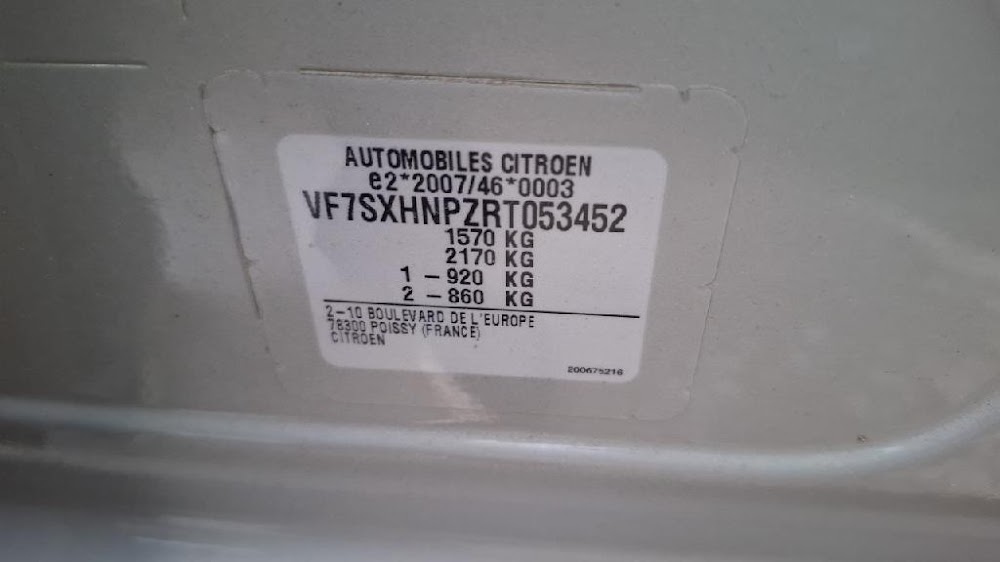 AUTOMOBILES CITROEN
e2*2007/46*0003
VF7SXHNPZRT053452
1570 KG
2170 KG
1 - 920 KG
2 - 860 KG
2-10 BOULEVARD DE L'EUROPE
78300 POISSY (FRANCE)
CITROEN
200675216